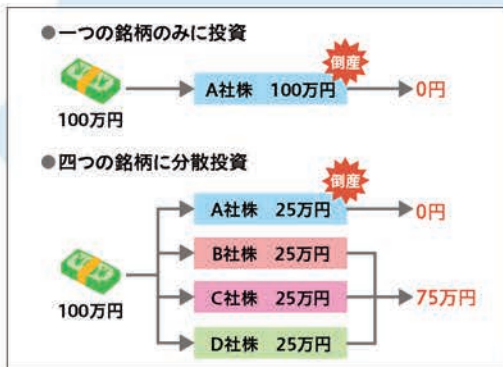 ●一つの銘柄のみに投資
倒産
100万円
A社株 100万円
0円
●四つの銘柄に分散投資
倒産
A社株 25万円
0円
B社株 25万円
100万円
C社株 25万円
75万円
D社株 25万円